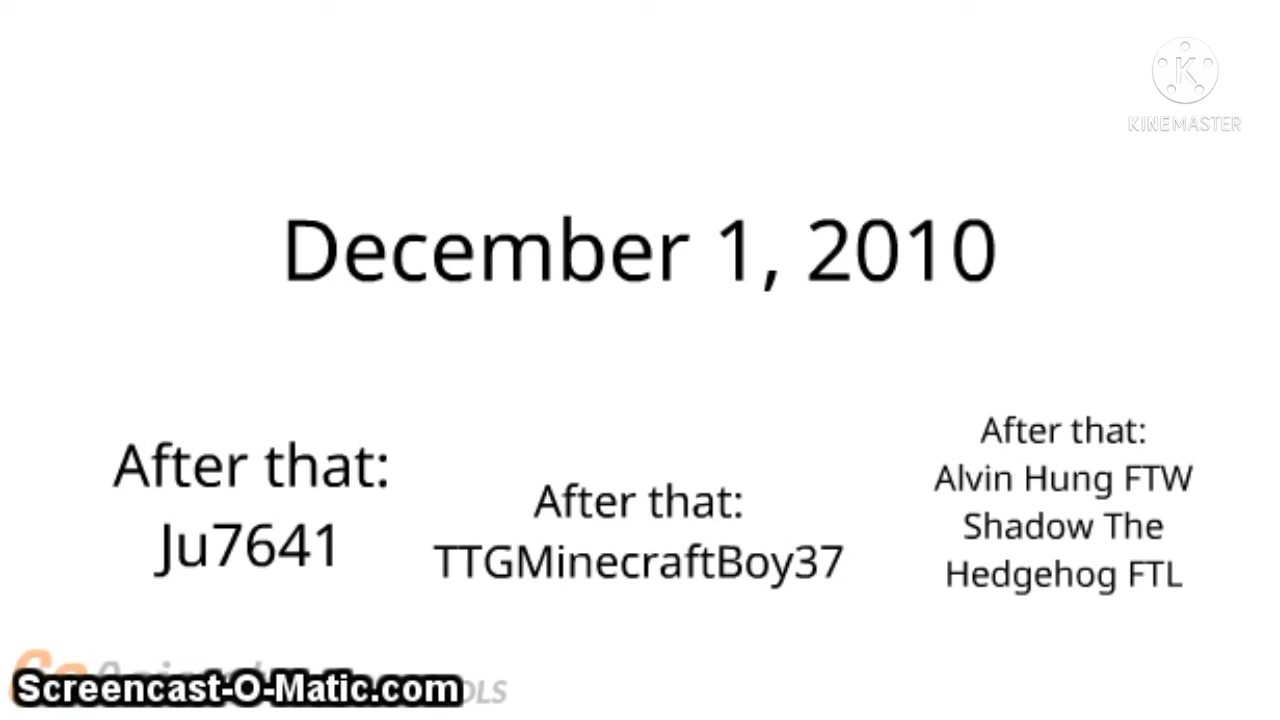 KINEMASTER
December 1, 2010
After that:
Ju7641
After that:
TTGMinecraftBoy37
After that:
Alvin Hung FTW
Shadow The
Hedgehog FTL
Screencast-O-Matic.com